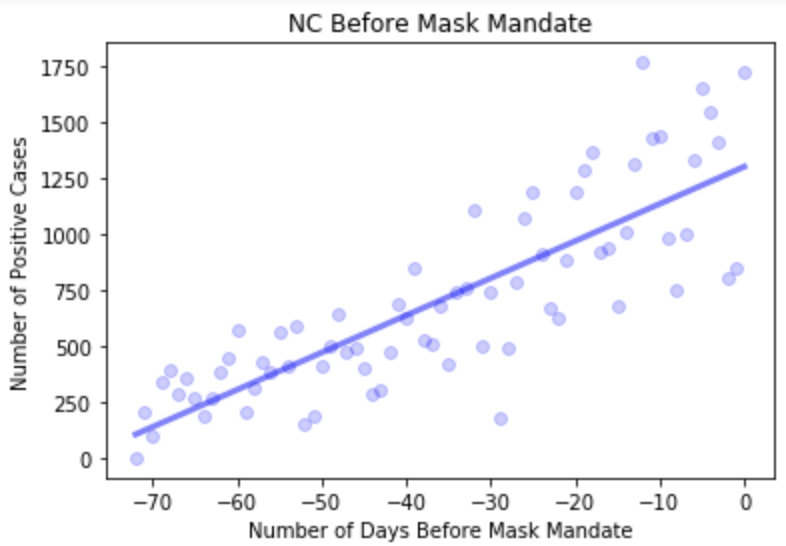 NC Before Mask Mandate
1750
1500
1250
1000
750
500
250
0
Number of Positive Cases
−70 −60 −50 −40 −30 −20 −10 0
Number of Days Before Mask Mandate